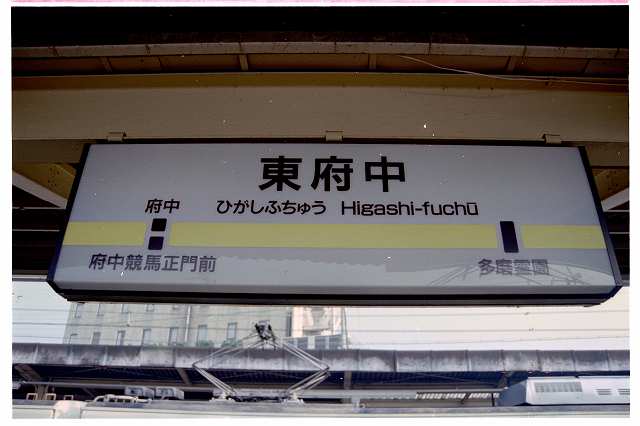 東府中
府中
ひがしふちゅう Higashi-fuchū
府中競馬正門前
多磨霊園